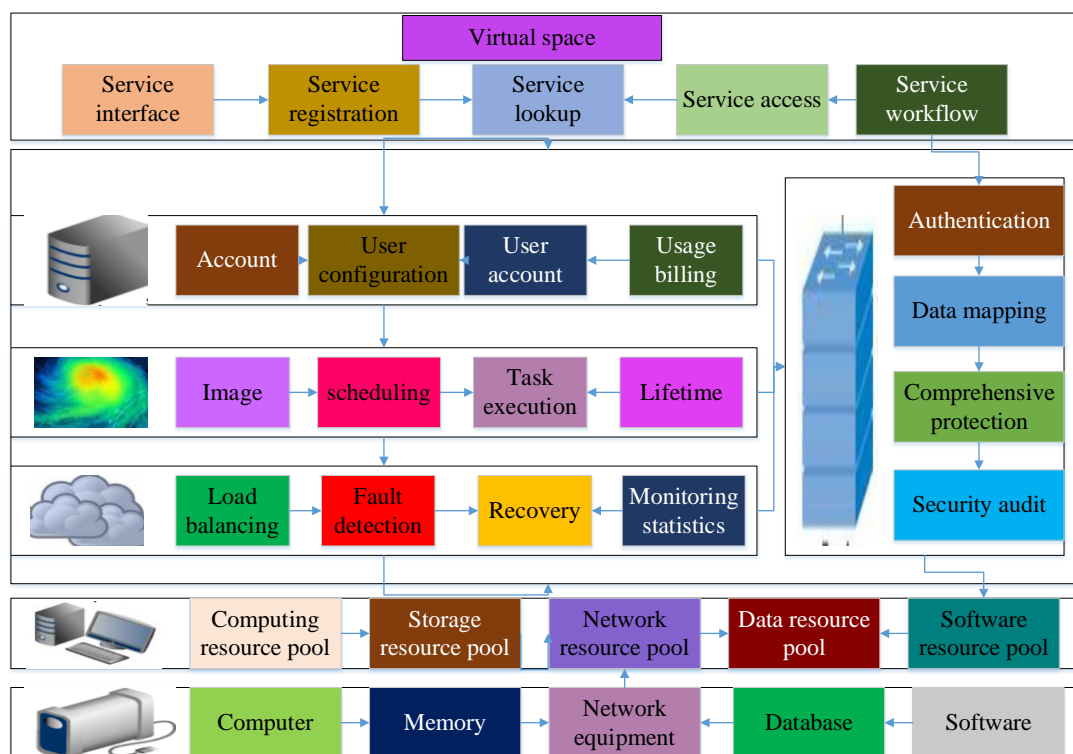 Virtual space
Service
interface
Service
registration
Service
lookup
Service access
Service
workflow
Account
User
configuration
User
account
Usage
billing
Image
scheduling
Task
execution
Lifetime
Load
balancing
Fault
detection
Recovery
Monitoring
statistics
Authentication
Data mapping
Comprehensive
protection
Security audit
Computing
resource pool
Storage
resource pool
Network
resource pool
Data resource
pool
Software
resource pool
Computer
Memory
Network
equipment
Database
Software